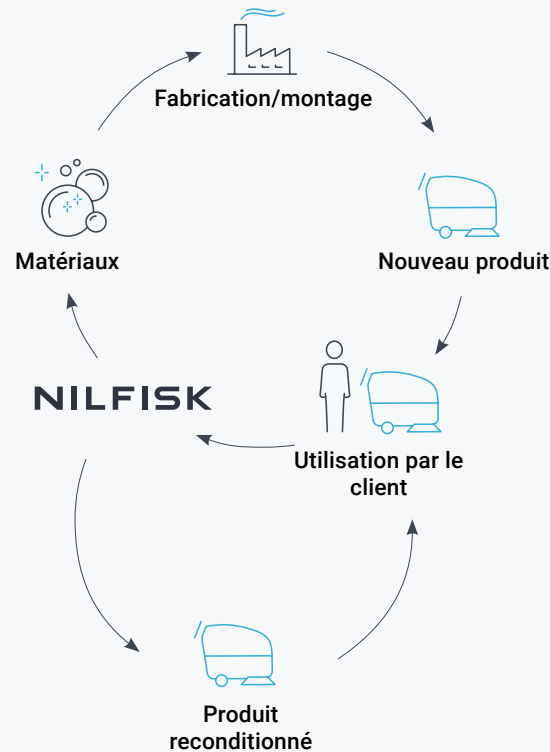 Fabrication/montage
Matériaux
Nouveau produit
NILFISK
Utilisation par le
client
Produit
reconditionné